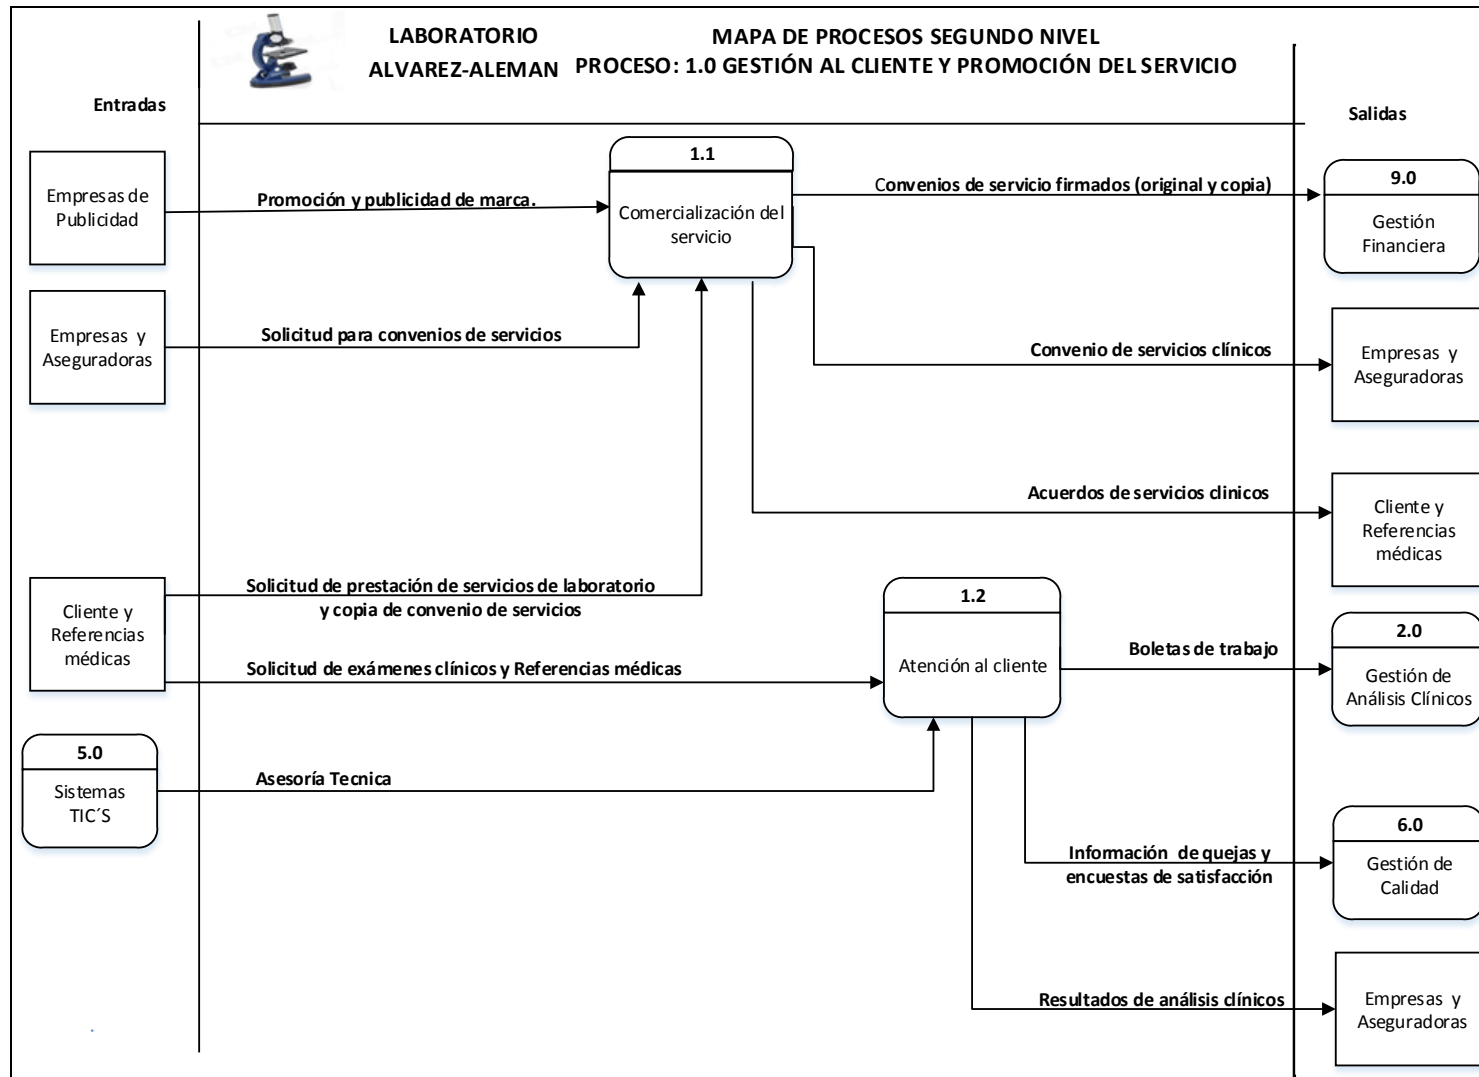 LABORATORIO
ALVAREZ-ALEMAN
MAPA DE PROCESOS SEGUNDO NIVEL
PROCESO: 1.0 GESTIÓN AL CLIENTE Y PROMOCIÓN DEL SERVICIO
Entradas
Salidas
Empresas de
Publicidad
Promoción y publicidad de marca.
1.1
Comercialización del
servicio
Convenios de servicio firmados (original y copia)
9.0
Gestión
Financiera
Empresas y
Aseguradoras
Solicitud para convenios de servicios
Convenio de servicios clínicos
Empresas y
Aseguradoras
Acuerdos de servicios clinicos
Cliente y
Referencias
médicas
Cliente y
Referencias
médicas
Solicitud de prestación de servicios de laboratorio
y copia de convenio de servicios
Solicitud de exámenes clínicos y Referencias médicas
1.2
Atención al cliente
Boletas de trabajo
2.0
Gestión de
Análisis Clínicos
5.0
Sistemas
TIC´S
Asesoría Tecnica
Información de quejas y
encuestas de satisfacción
6.0
Gestión de
Calidad
Resultados de análisis clínicos
Empresas y
Aseguradoras